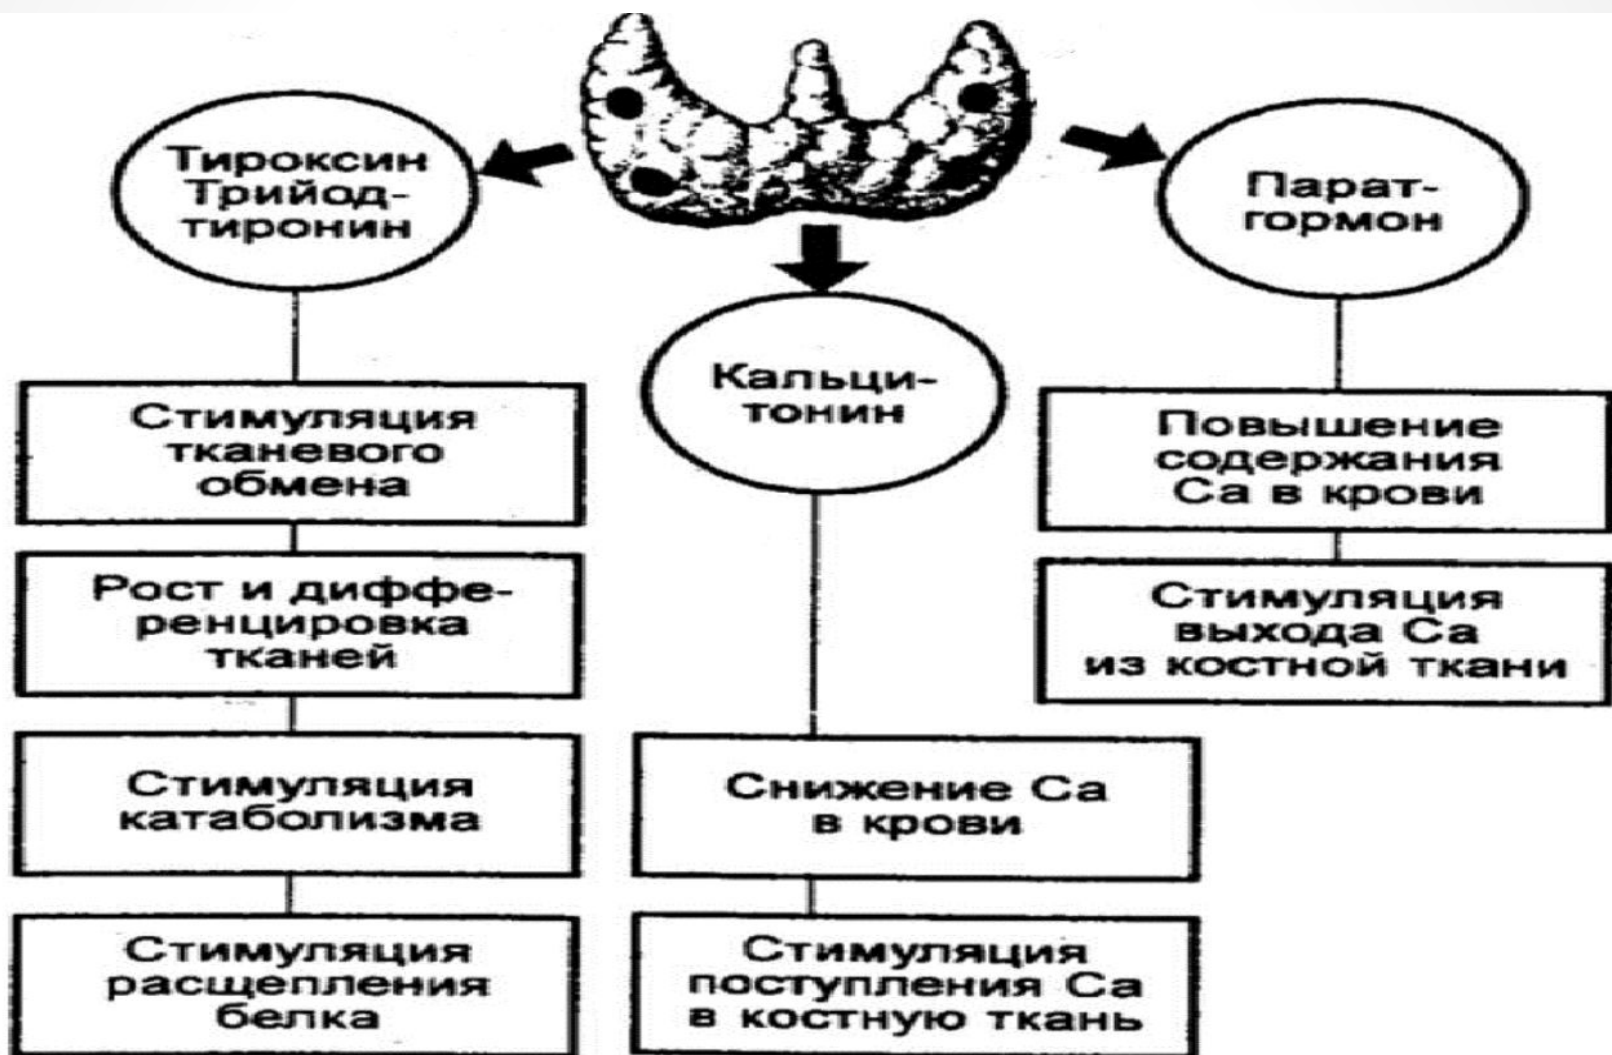 Тироксин
Трийод-
тиронин
Стимуляция
тканевого
обмена
Рост и диффе-
ренцировка
тканей
Стимуляция
катаболизма
Стимуляция
расщепления
белка
Кальци-
тонин
Снижение Са
в крови
Стимуляция
поступления Са
в костную ткань
Парат-
гормон
Повышение
содержания
Са в крови
Стимуляция
выхода Са
из костной ткани